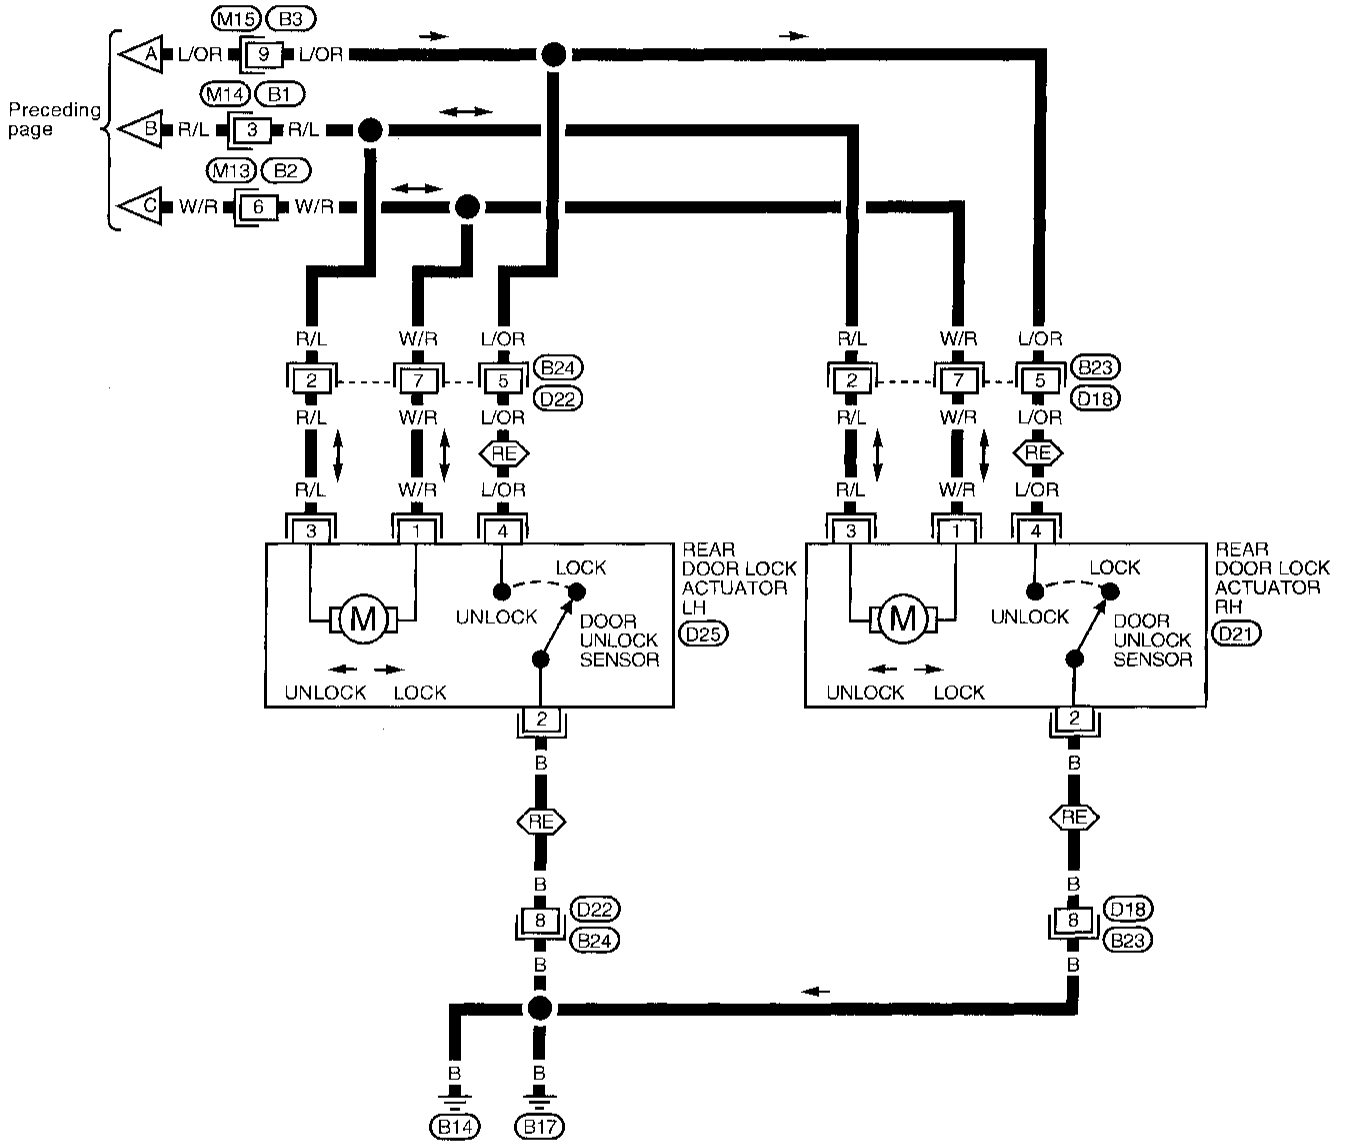 M15 B3
A L/OR 9 L/OR
M14 B1
Preceding
page
B R/L 3 R/L
M13 B2
C W/R 6 W/R
R/L W/R L/OR R/L W/R L/OR
2 7 5 B24 2 7 5 B23
D22 D18
R/L W/R L/OR R/L W/R L/OR
RE RE
R/L W/R L/OR R/L W/R L/OR
3 1 4 3 1 4
REAR
DOOR LOCK
ACTUATOR
LH
D25
REAR
DOOR LOCK
ACTUATOR
RH
D21
LOCK
UNLOCK
M
DOOR
UNLOCK
SENSOR
UNLOCK LOCK
LOCK
UNLOCK
M
DOOR
UNLOCK
SENSOR
UNLOCK LOCK
2 2
B B
RE RE
B B
8 D22 8 D18
B24 B23
B B
B B
B14 B17